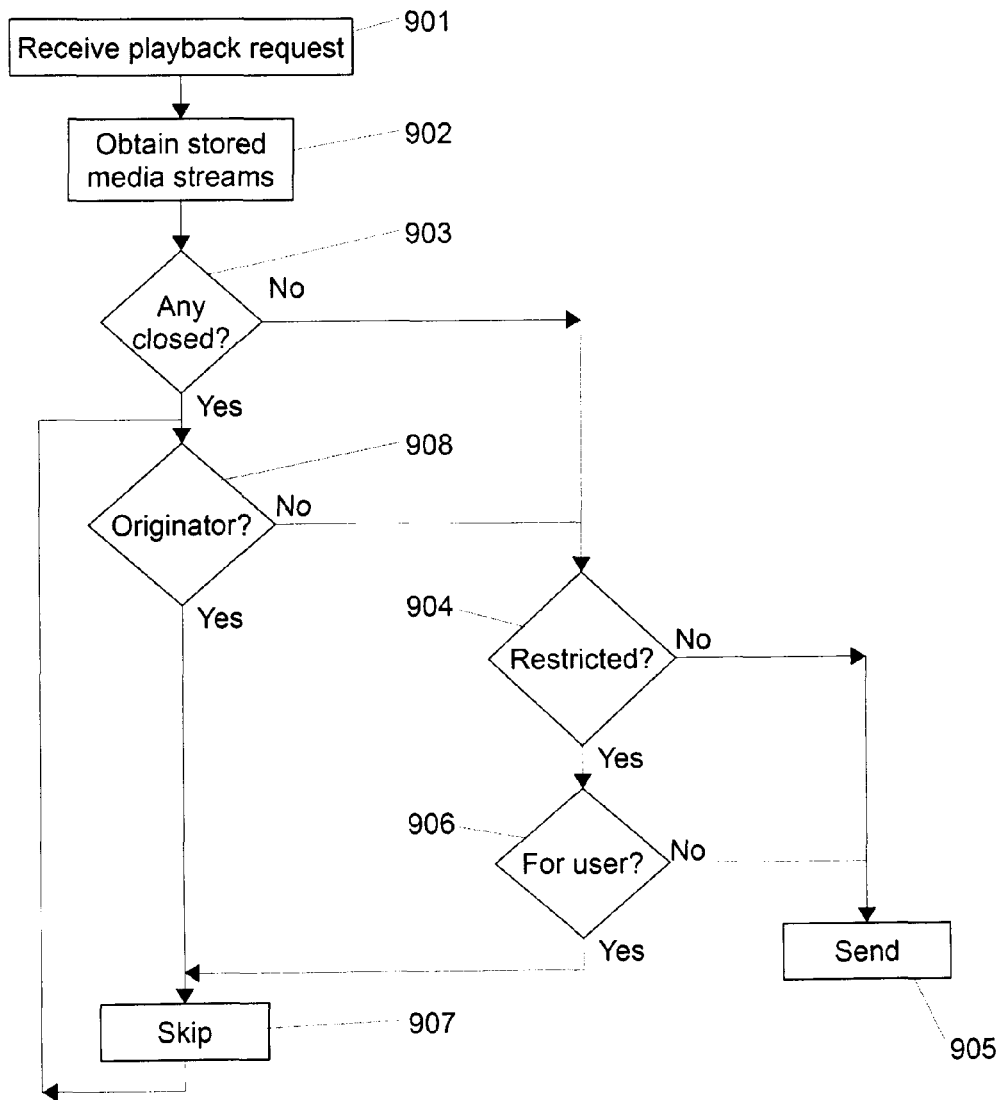 901
Receive playback request
902
Obtain stored
media streams
903
Any
closed?
No
Yes
908
Originator?
No
Yes
904
Restricted?
No
Yes
906
For user?
No
Yes
Send
905
Skip
907